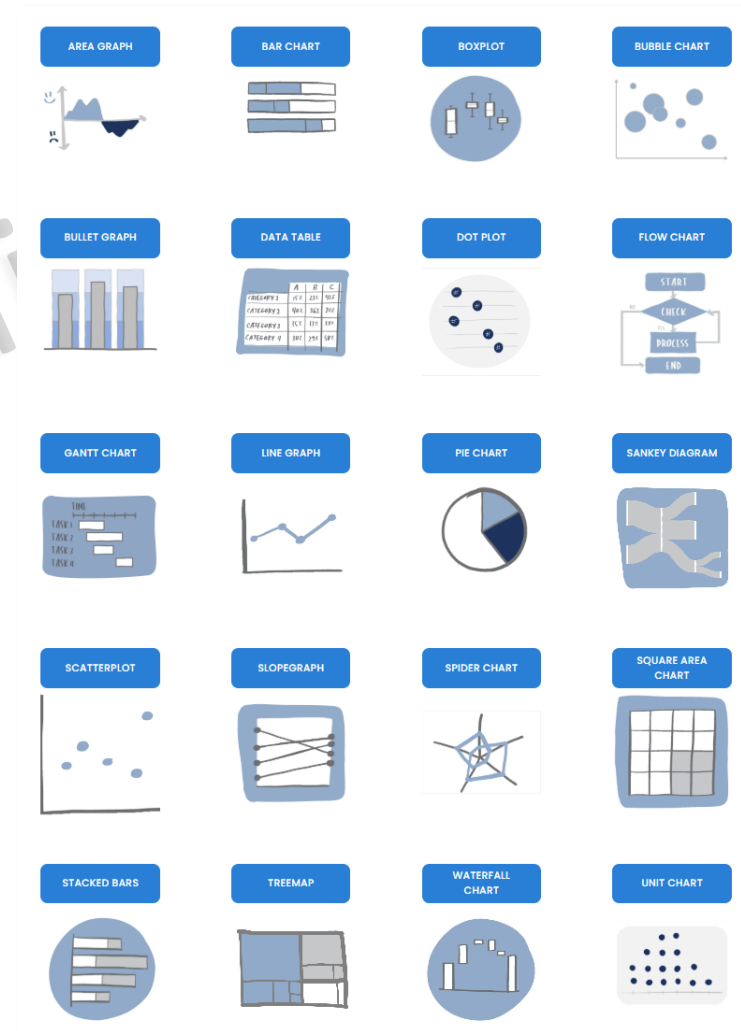 AREA GRAPH
BAR CHART
BOXPLOT
BUBBLE CHART
BULLET GRAPH
DATA TABLE
DOT PLOT
FLOW CHART
A B C
CATEGORY 1
CATEGORY 2
CATEGORY 3
CATEGORY 4
START
NO
CHECK
YES
PROCESS
END
GANTT CHART
LINE GRAPH
PIE CHART
SANKEY DIAGRAM
TIME
TASK 1
TASK 2
TASK 3
TASK 4
SCATTERPLOT
SLOPEGRAPH
SPIDER CHART
SQUARE AREA
CHART
STACKED BARS
TREEMAP
WATERFALL
CHART
UNIT CHART